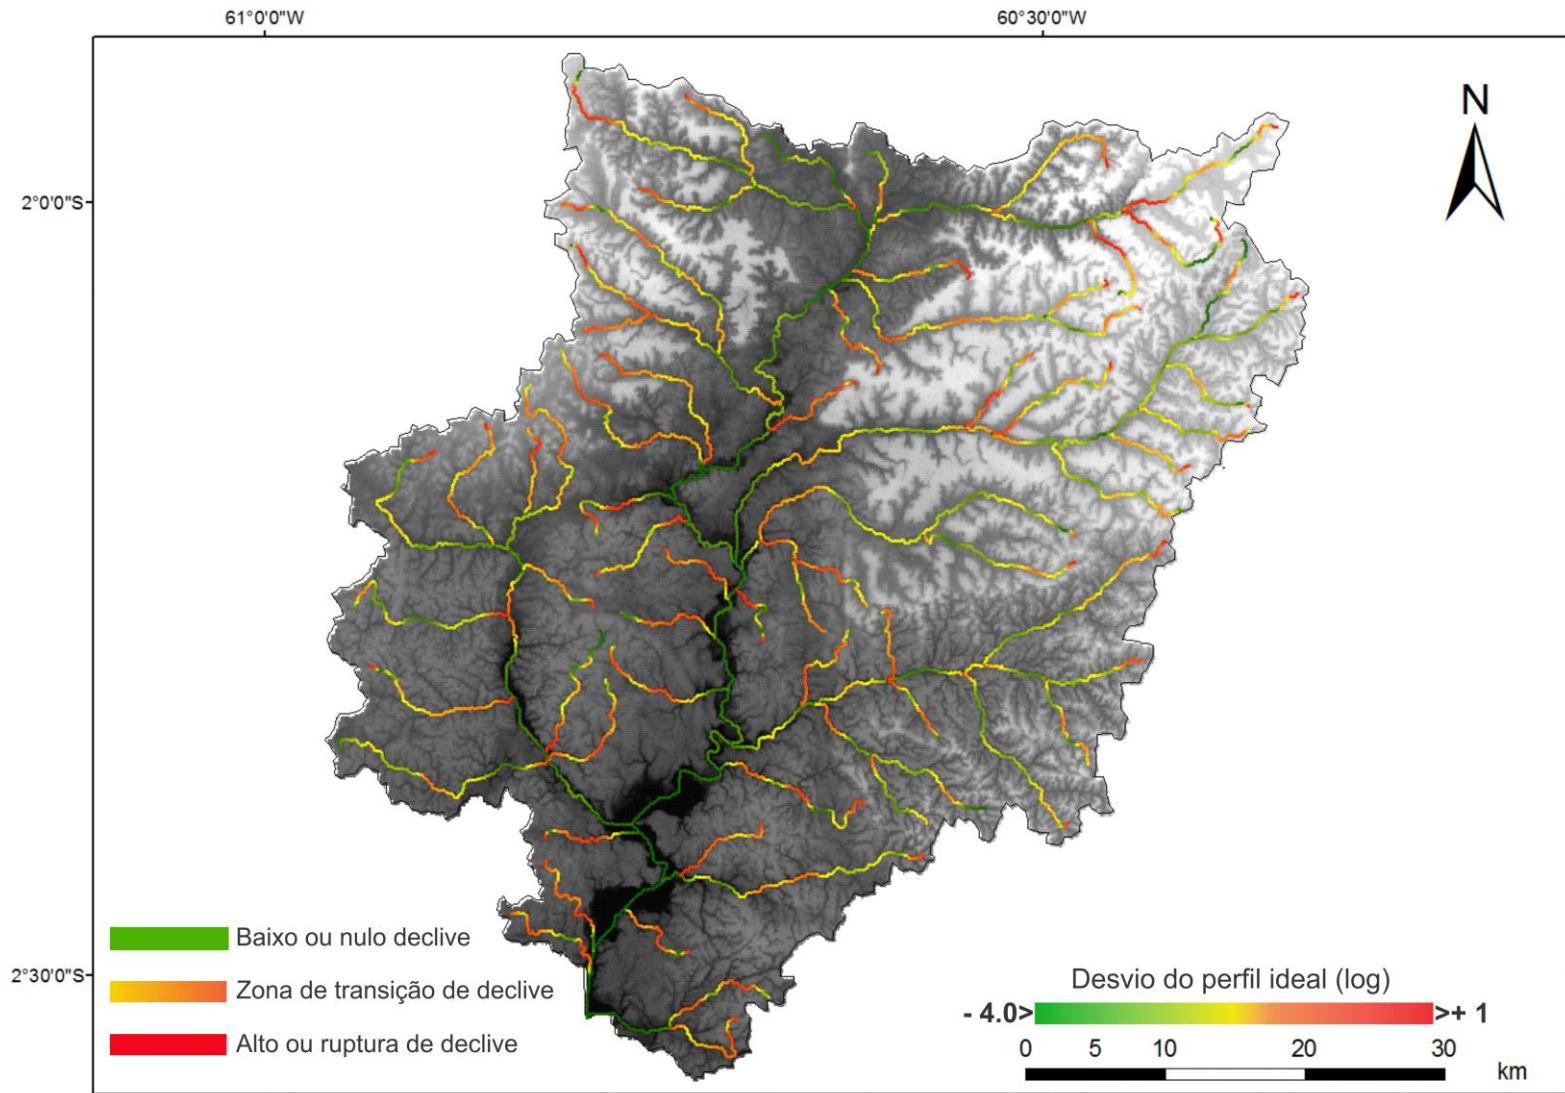 61°0'0"W
60°30'0"W
N
2°0'0"S
2°30'0"S
Baixo ou nulo declive
Zona de transição de declive
Alto ou ruptura de declive
Desvio do perfil ideal (log)
- 4.0>
>+ 1
0 5 10 20 30
km